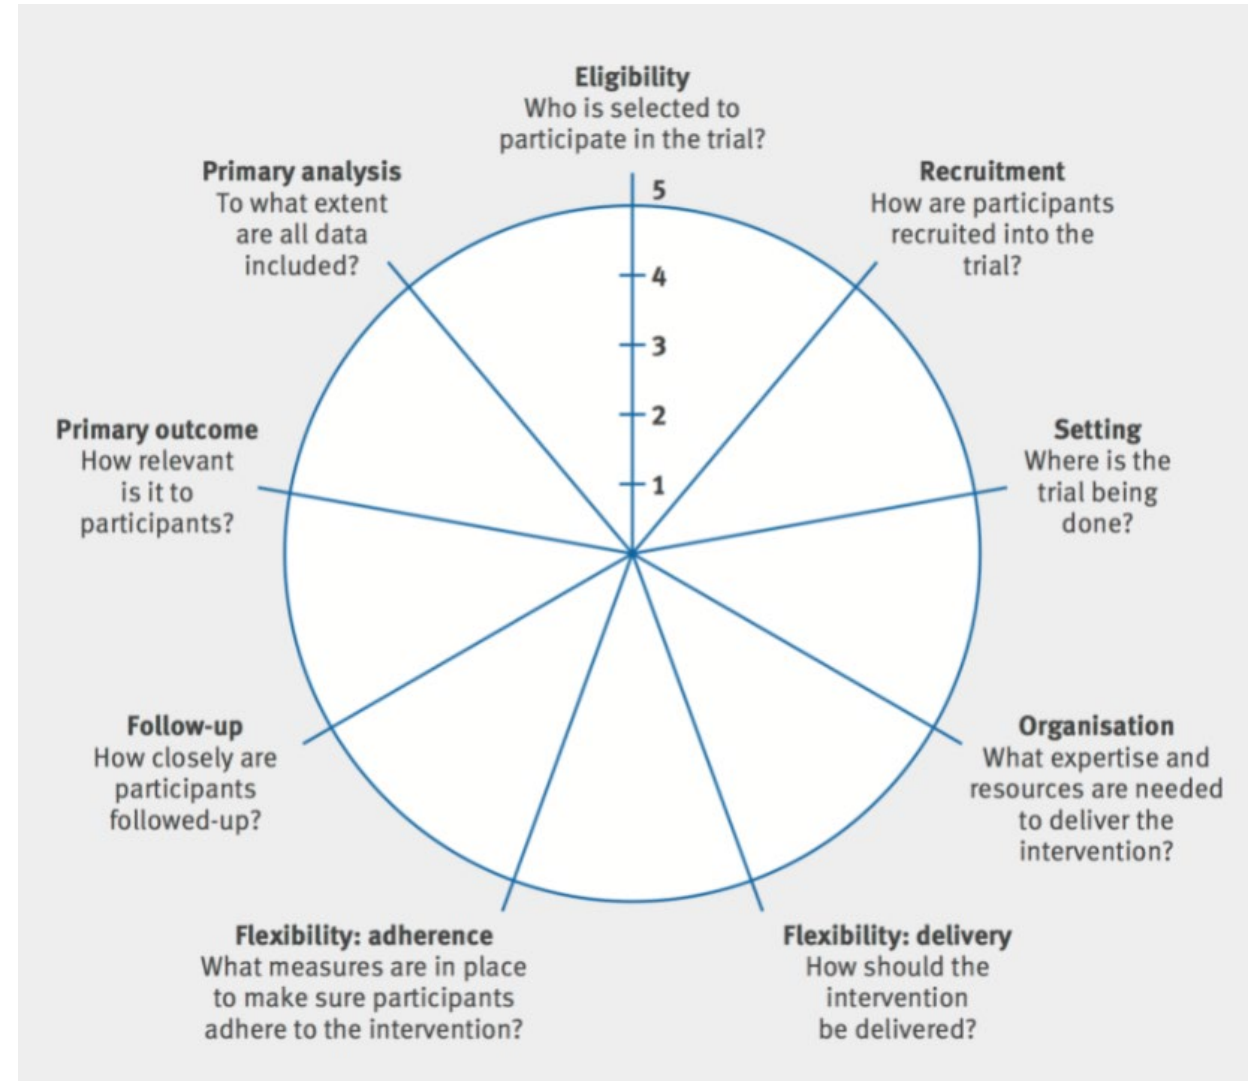 Eligibility
Who is selected to
participate in the trial?
Primary analysis
To what extent
are all data
included?
Recruitment
How are participants
recruited into the
trial?
5
4
3
2
1
Primary outcome
How relevant
is it to
participants?
Setting
Where is the
trial being
done?
Follow-up
How closely are
participants
followed-up?
Organisation
What expertise and
resources are needed
to deliver the
intervention?
Flexibility: adherence
What measures are in place
to make sure participants
adhere to the intervention?
Flexibility: delivery
How should the
intervention
be delivered?